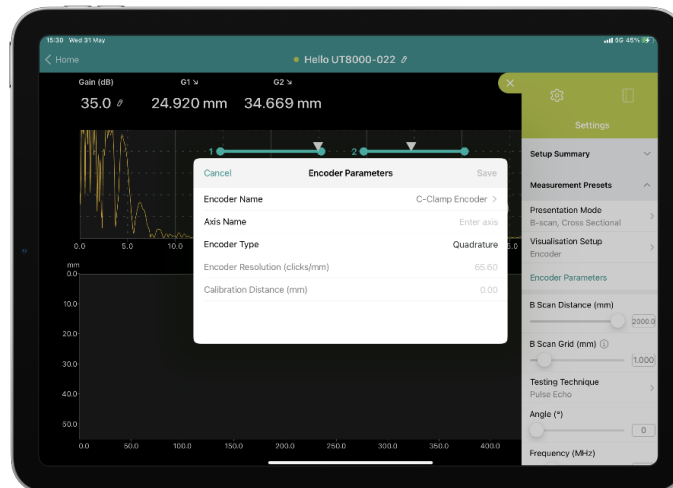 15:30 Wed 31 May
5G 45%
Home
Hello UT8000-022
Gain (dB) G1 G2
35.0 24.920 mm 34.669 mm
Settings
1 2
Setup Summary
Cancel Encoder Parameters Save
Measurement Presets
Encoder Name C-Clamp Encoder
Axis Name Enter axis
Presentation Mode
B-scan, Cross Sectional
Encoder Type Quadrature
Visualisation Setup
Encoder
0.0 5.0 10.0 5.0
Encoder Resolution (clicks/mm) 65.60
Encoder Parameters
Calibration Distance (mm) 0.00
mm
0.0
10.0
20.0
30.0
40.0
50.0
0.0 50.0 100.0 150.0 200.0 250.0 300.0 350.0 400.0
B Scan Distance (mm)
2000.0
B Scan Grid (mm)
1.000
Testing Technique
Pulse Echo
Angle (°)
0
Frequency (MHz)